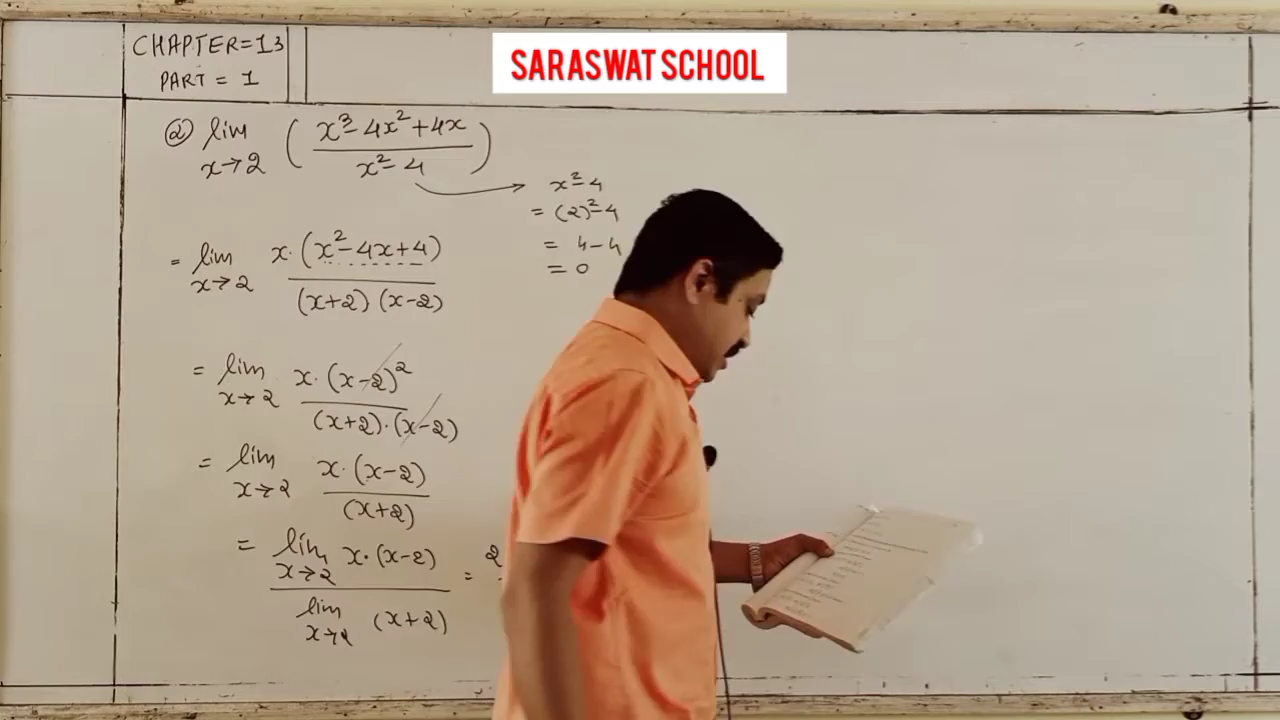 CHAPTER=13
PART = 1
SARASWAT SCHOOL
② lim x→2 ( x³-4x²+4x / x²-4 )
x²-4
= (2)²-4
= 4-4
= 0
= lim x→2 x·(x²-4x+4) / (x+2)(x-2)
= lim x→2 x·(x-2)² / (x+2)·(x-2)
= lim x→2 x·(x-2) / (x+2)
= lim x→2 x·(x-2) / lim x→2 (x+2) = 2